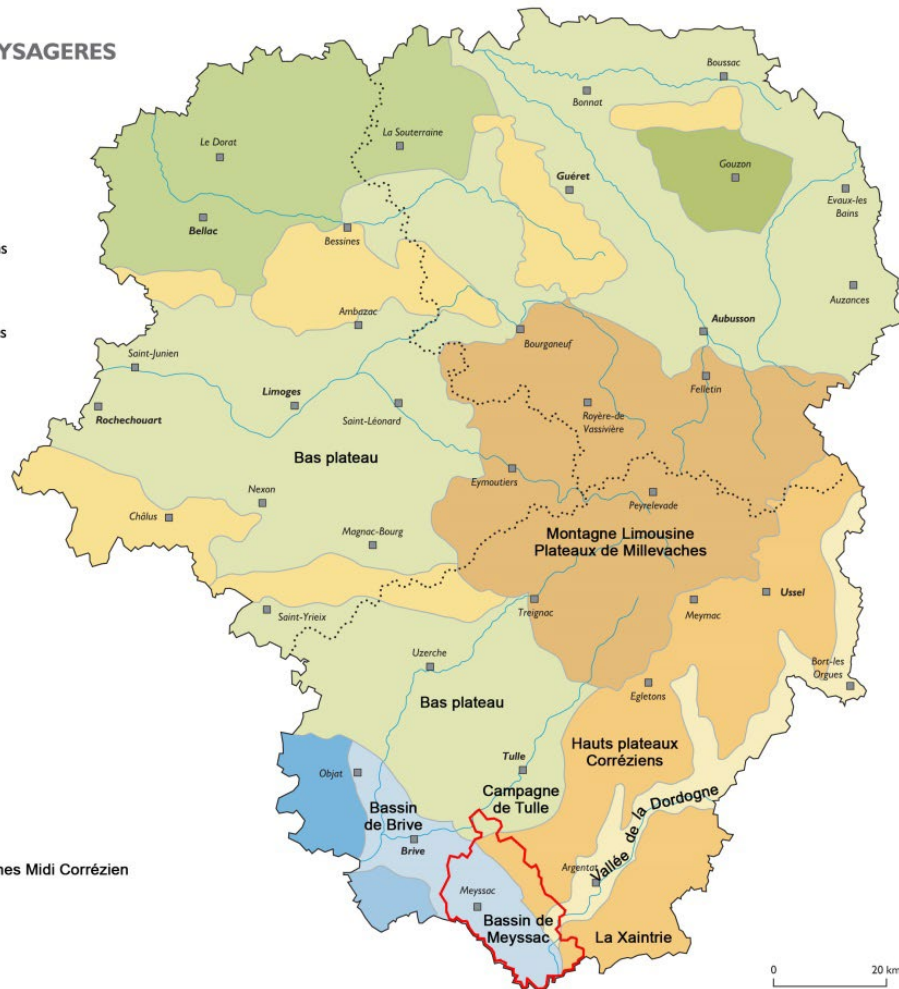 YSAGERES
Boussac
Bonnat
Le Dorat
La Souterraine
Gouzon
Guéret
Evaux-les
Bains
Bellac
Bessines
s
Auzances
Ambazac
Aubusson
s
Bourganeuf
Saint-Junien
Felletin
Limoges
Rochechouart
Saint-Léonard
Royère-de
Vassivière
Bas plateau
Eymoutiers
Nexon
Peyrelevade
Châlus
Magnac-Bourg
Montagne Limousine
Plateaux de Millevaches
Ussel
Saint-Yrieix
Treignac
Meymac
Uzerche
Bort-les
Orgues
Egletons
Bas plateau
Hauts plateaux
Corréziens
Tulle
Objat
Campagne
de Tulle
Vallée de la Dordogne
Bassin
de Brive
Brive
nes Midi Corrézien
Argentat
Meyssac
Bassin de
Meyssac
La Xaintrie
0 20 km